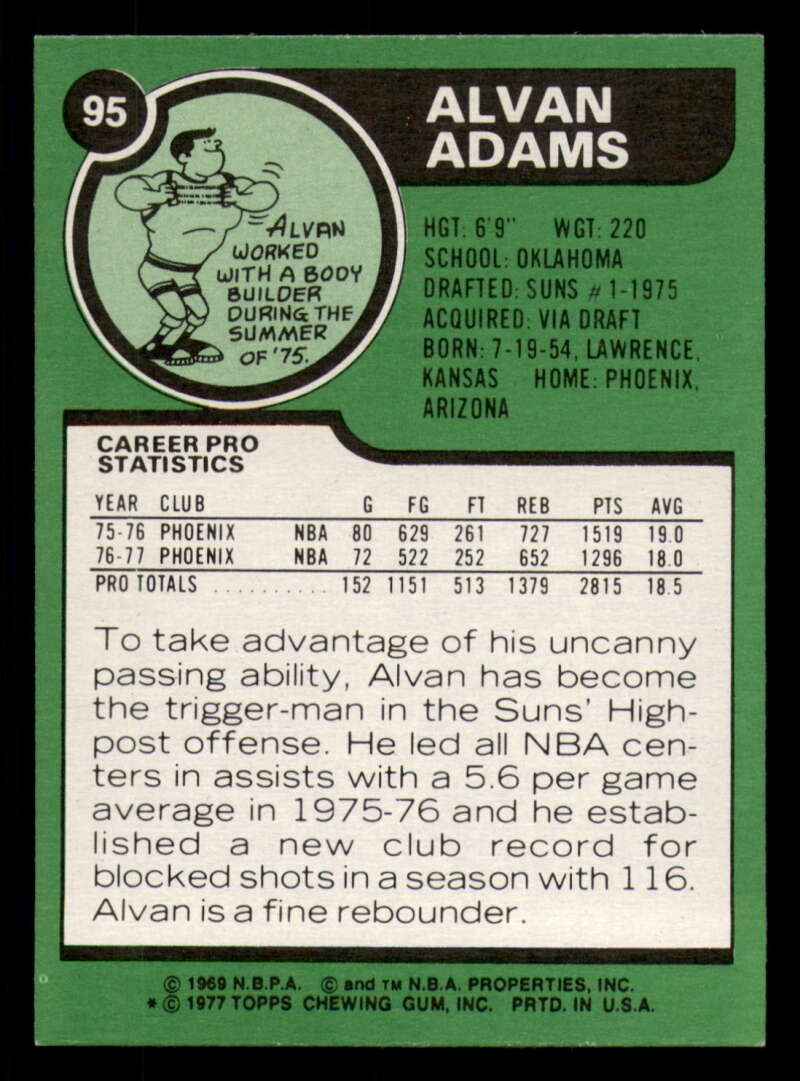 95
ALVAN
ADAMS
ALVAN
WORKED
WITH A BODY
BUILDER
DURING THE
SUMMER
OF '75.
HGT: 6'9" WGT: 220
SCHOOL: OKLAHOMA
DRAFTED: SUNS #1-1975
ACQUIRED: VIA DRAFT
BORN: 7-19-54, LAWRENCE,
KANSAS HOME: PHOENIX,
ARIZONA
CAREER PRO
STATISTICS
YEAR CLUB G FG FT REB PTS AVG
75-76 PHOENIX NBA 80 629 261 727 1519 19.0
76-77 PHOENIX NBA 72 522 252 652 1296 18.0
PRO TOTALS .......... 152 1151 513 1379 2815 18.5
To take advantage of his uncanny
passing ability, Alvan has become
the trigger-man in the Suns' High-
post offense. He led all NBA cen-
ters in assists with a 5.6 per game
average in 1975-76 and he estab-
lished a new club record for
blocked shots in a season with 116.
Alvan is a fine rebounder.
© 1969 N.B.P.A. © and TM N.B.A. PROPERTIES, INC.
* © 1977 TOPPS CHEWING GUM, INC. PRTD. IN U.S.A.